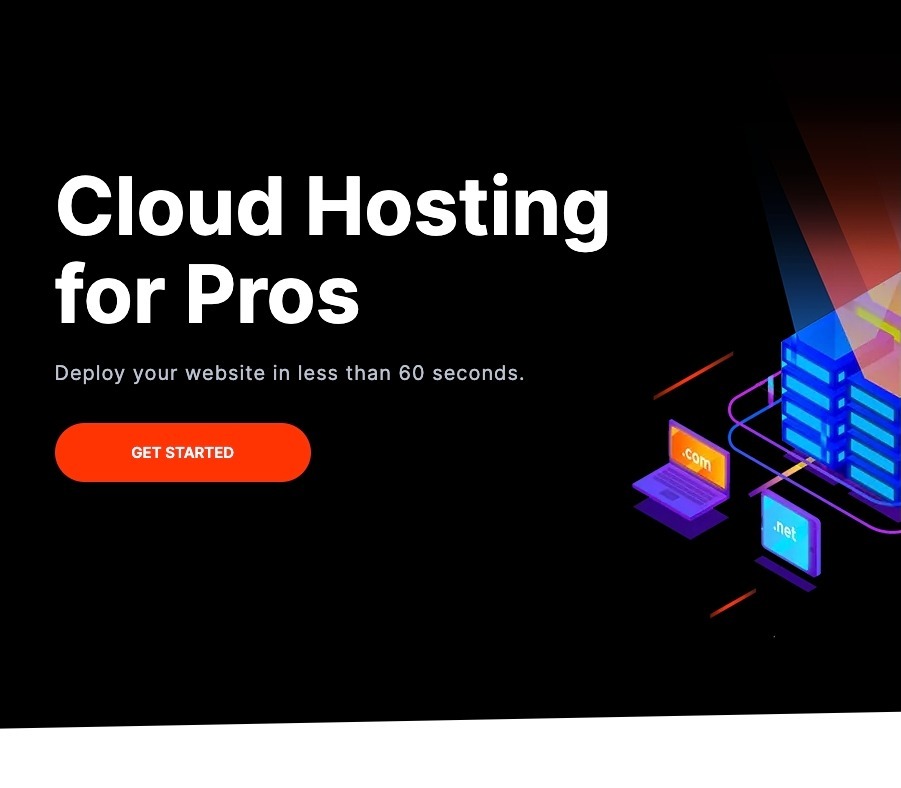 Cloud Hosting
for Pros
Deploy your website in less than 60 seconds.
GET STARTED
.com
.net